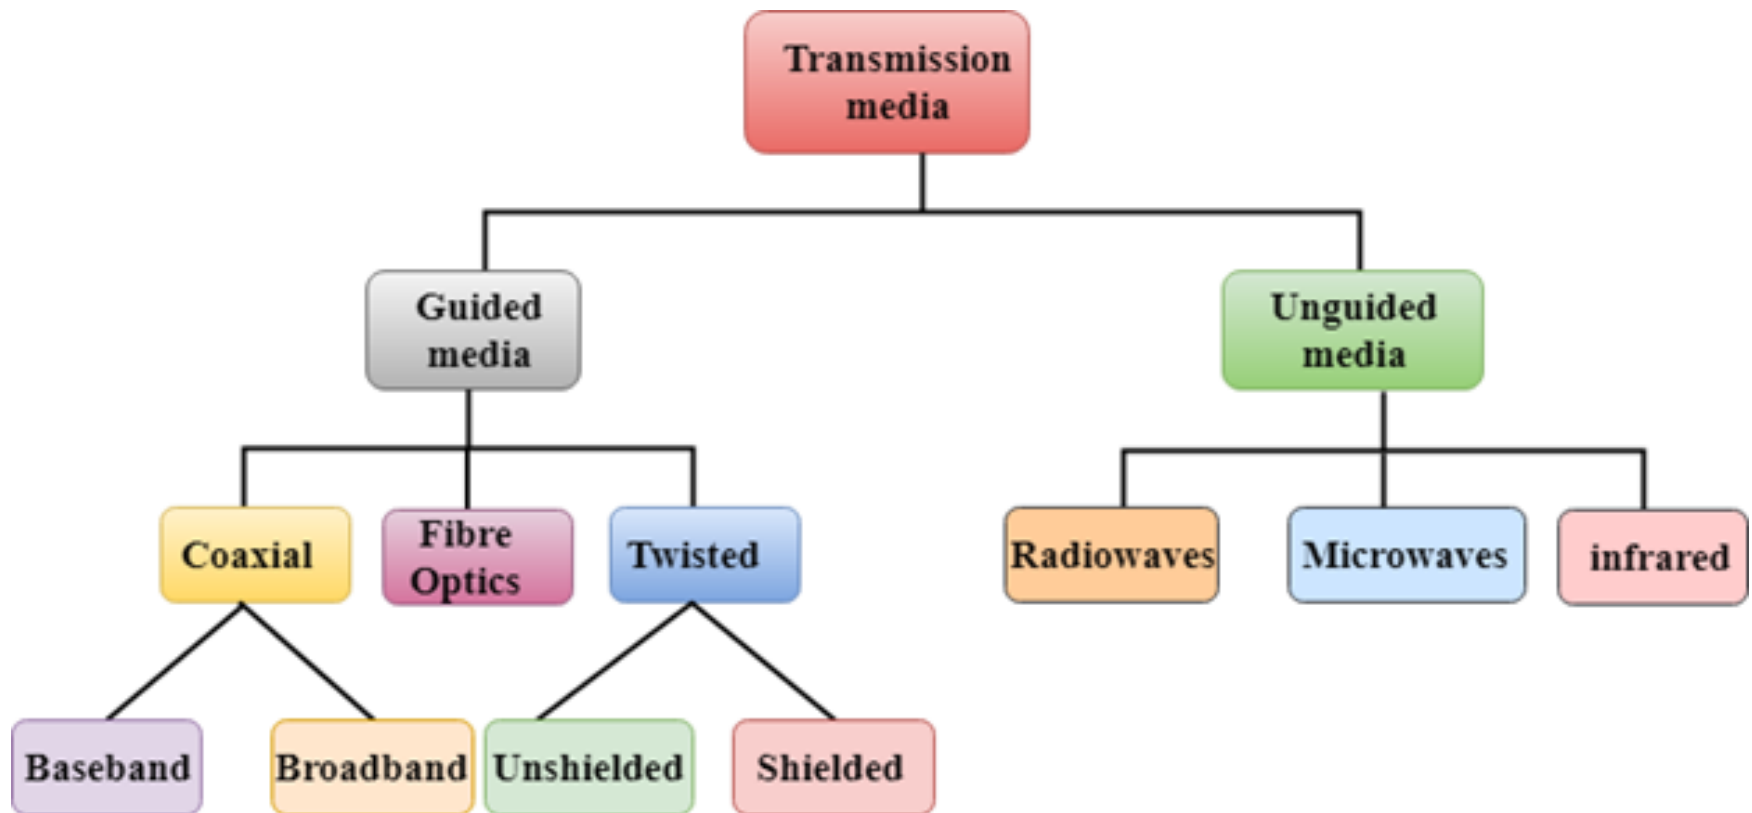 Transmission
media
Guided
media
Unguided
media
Coaxial
Fibre
Optics
Twisted
Radiowaves
Microwaves
infrared
Baseband
Broadband
Unshielded
Shielded